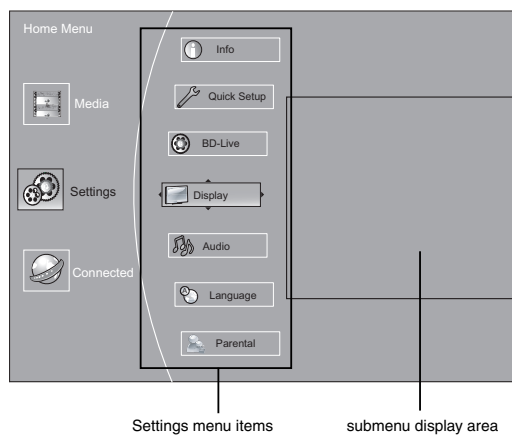 Home Menu
Media
Settings
Connected
Info
Quick Setup
BD-Live
Display
Audio
Language
Parental
Settings menu items
submenu display area